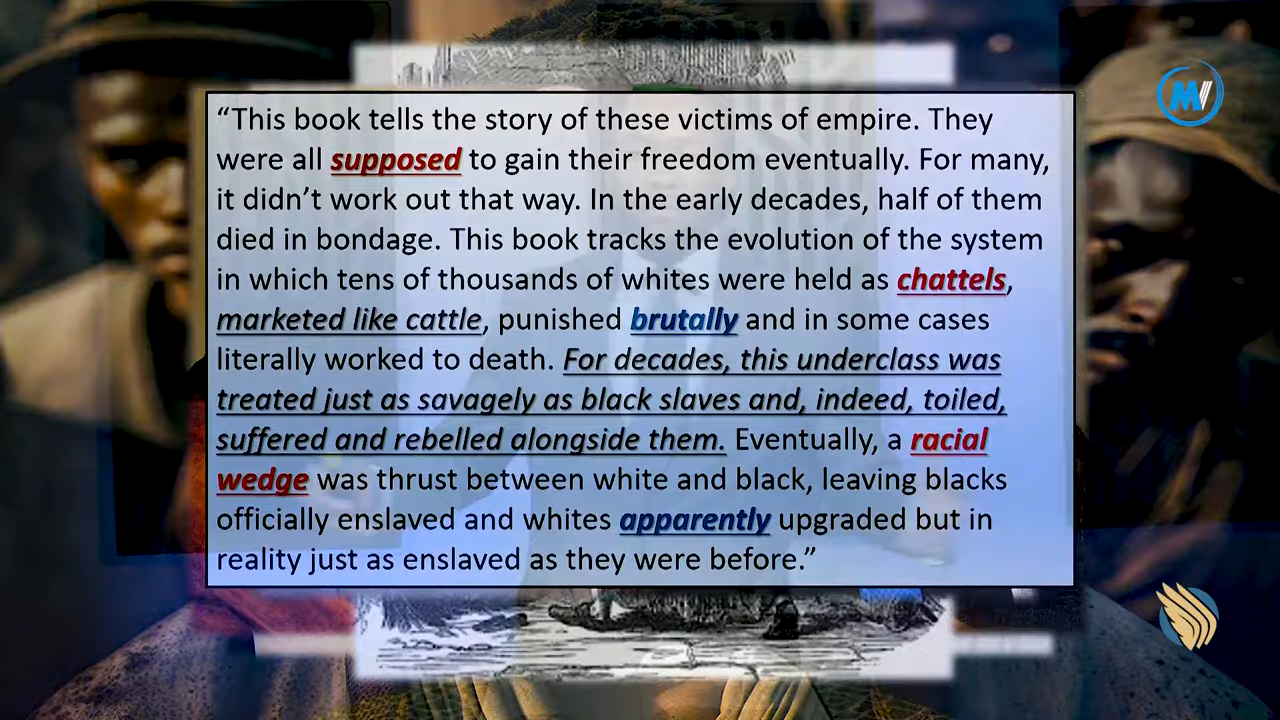 “This book tells the story of these victims of empire. They
were all supposed to gain their freedom eventually. For many,
it didn’t work out that way. In the early decades, half of them
died in bondage. This book tracks the evolution of the system
in which tens of thousands of whites were held as chattels,
marketed like cattle, punished brutally and in some cases
literally worked to death. For decades, this underclass was
treated just as savagely as black slaves and, indeed, toiled,
suffered and rebelled alongside them. Eventually, a racial
wedge was thrust between white and black, leaving blacks
officially enslaved and whites apparently upgraded but in
reality just as enslaved as they were before.”